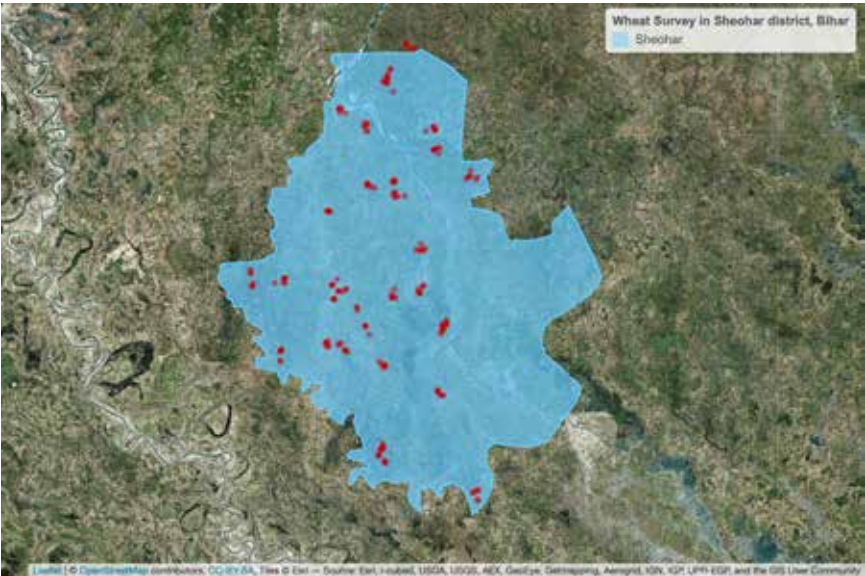 Wheat Survey in Sheohar district, Bihar
Sheohar
Leaflet | © OpenStreetMap contributors, CC-BY-SA, Tiles © Esri — Source: Esri, i-cubed, USDA, USGS, AEX, GeoEye, Getmapping, Aerogrid, IGN, IGP, UPR-EGP, and the GIS User Community